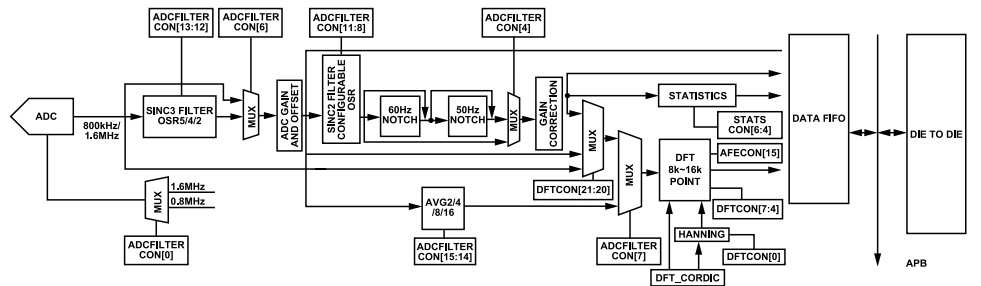 ADCFILTER
CON[13:12]
ADCFILTER
CON[6]
ADCFILTER
CON[11:8]
ADCFILTER
CON[4]
ADC
800kHz/
1.6MHz
SINC3 FILTER
OSR5/4/2
MUX
ADC GAIN
AND OFFSET
SINC2 FILTER
CONFIGURABLE
OSR
60Hz
NOTCH
50Hz
NOTCH
MUX
GAIN
CORRECTION
STATISTICS
STATS
CON[6:4]
DATA FIFO
DIE TO DIE
MUX
MUX
DFT
8k~16k
POINT
AFECON[15]
DFTCON[21:20]
DFTCON[7:4]
MUX
1.6MHz
0.8MHz
ADCFILTER
CON[0]
AVG2/4
/8/16
ADCFILTER
CON[15:14]
ADCFILTER
CON[7]
HANNING
DFTCON[0]
DFT_CORDIC
APB